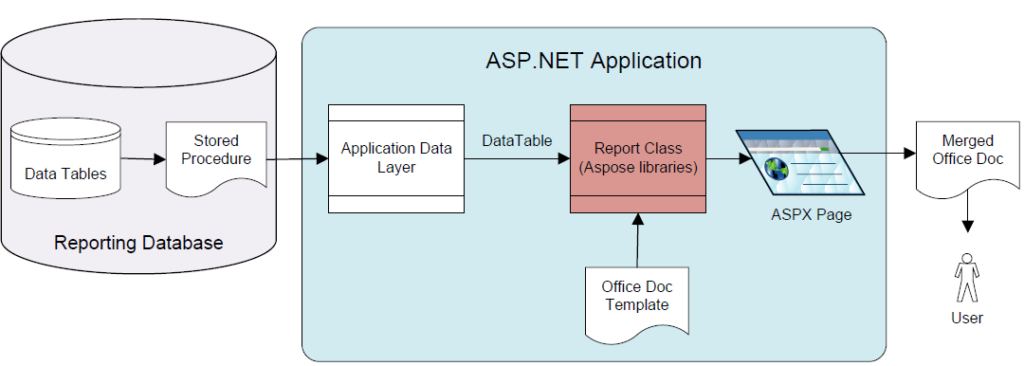 ASP.NET Application
Data Tables
Stored
Procedure
Reporting Database
Application Data
Layer
DataTable
Report Class
(Aspose libraries)
Office Doc
Template
ASPX Page
Merged
Office Doc
User